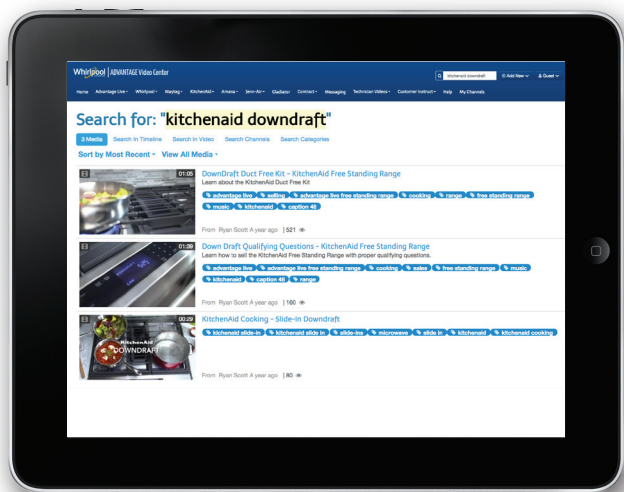 Whirlpool | ADVANTAGE Video Center
kitchenaid downdraft
Add New
Guest
Home Advantage Live Whirlpool Maytag KitchenAid Amana Jenn-Air Gladiator Contract Messaging Technician Videos Customer Instruct Help My Channels
Search for: "kitchenaid downdraft"
3 Media Search In Timeline Search In Video Search Channels Search Categories
Sort by Most Recent View All Media
01:05
DownDraft Duct Free Kit - KitchenAid Free Standing Range
Learn about the KitchenAid Duct Free Kit
advantage live selling advantage live free standing range cooking range free standing range
music kitchenaid caption 48
From Ryan Scott A year ago | 521
01:39
Down Draft Qualifying Questions - KitchenAid Free Standing Range
Learn how to sell the KitchenAid Free Standing Range with proper qualifying questions.
advantage live advantage live free standing range cooking sales free standing range music
kitchenaid caption 48 range
From Ryan Scott A year ago | 160
00:29
KitchenAid
DOWNDRAFT
KitchenAid Cooking - Slide-In Downdraft
kichenaid slide-in kitchenaid slide in slide-ins microwave slide in kitchenaid kitchenaid cooking
From Ryan Scott A year ago | 80